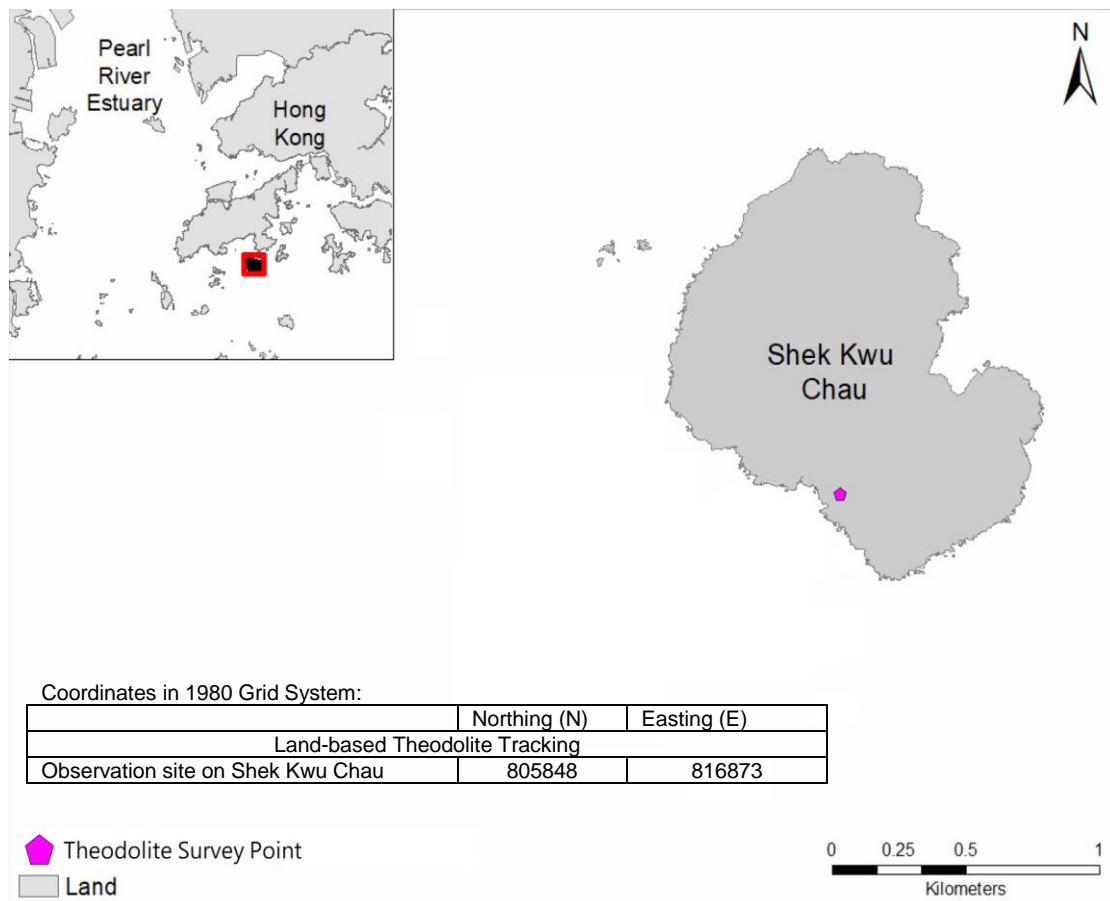 Pearl
River
Estuary
Hong
Kong
N
Shek Kwu
Chau
Coordinates in 1980 Grid System:
Northing (N) Easting (E)
Land-based Theodolite Tracking
Observation site on Shek Kwu Chau 805848 816873
Theodolite Survey Point
Land
0 0.25 0.5 1
Kilometers